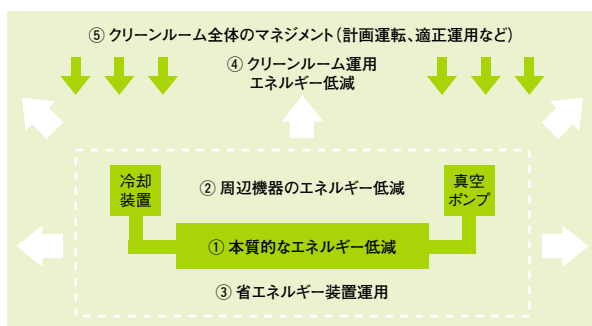 ⑤ クリーンルーム全体のマネジメント（計画運転、適正運用など）
④ クリーンルーム運用
エネルギー低減
冷却
装置
② 周辺機器のエネルギー低減
真空
ポンプ
① 本質的なエネルギー低減
③ 省エネルギー装置運用